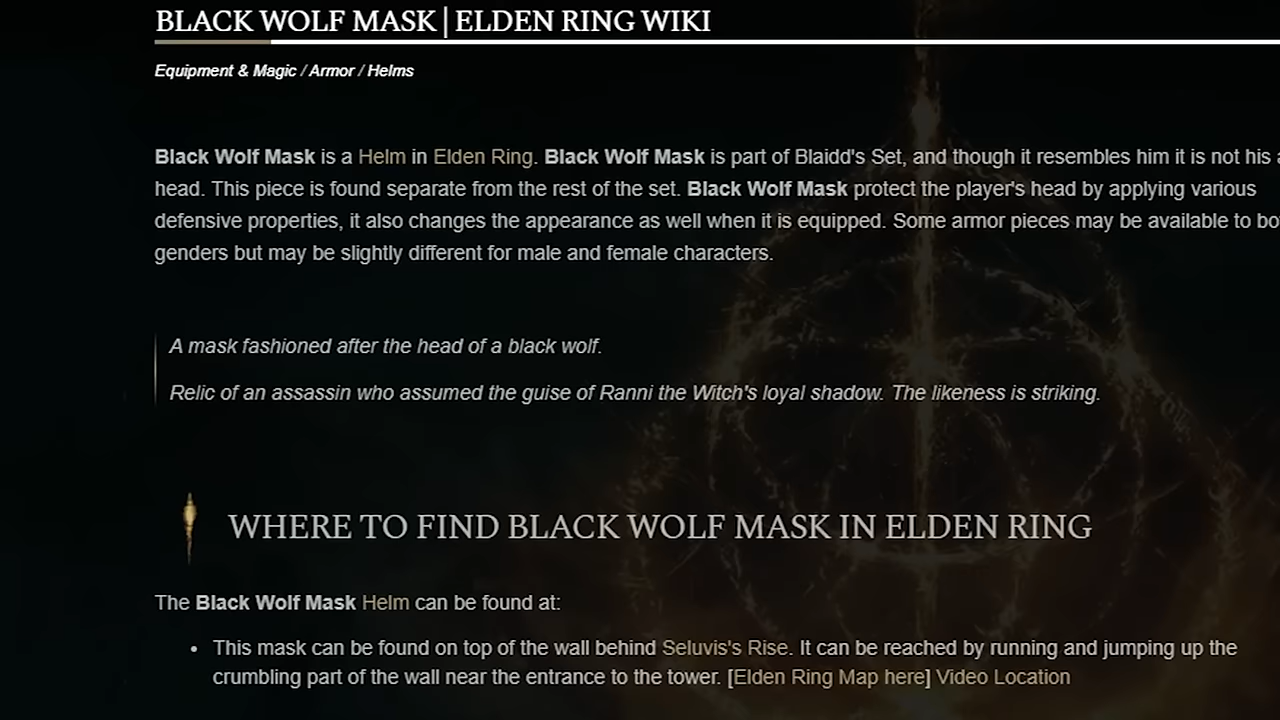 BLACK WOLF MASK | ELDEN RING WIKI
Equipment & Magic / Armor / Helms
Black Wolf Mask is a Helm in Elden Ring. Black Wolf Mask is part of Blaidd's Set, and though it resembles him it is not his
head. This piece is found separate from the rest of the set. Black Wolf Mask protect the player's head by applying various
defensive properties, it also changes the appearance as well when it is equipped. Some armor pieces may be available to bo
genders but may be slightly different for male and female characters.
A mask fashioned after the head of a black wolf.
Relic of an assassin who assumed the guise of Ranni the Witch's loyal shadow. The likeness is striking.
WHERE TO FIND BLACK WOLF MASK IN ELDEN RING
The Black Wolf Mask Helm can be found at:
• This mask can be found on top of the wall behind Seluvis's Rise. It can be reached by running and jumping up the
crumbling part of the wall near the entrance to the tower. [Elden Ring Map here] Video Location